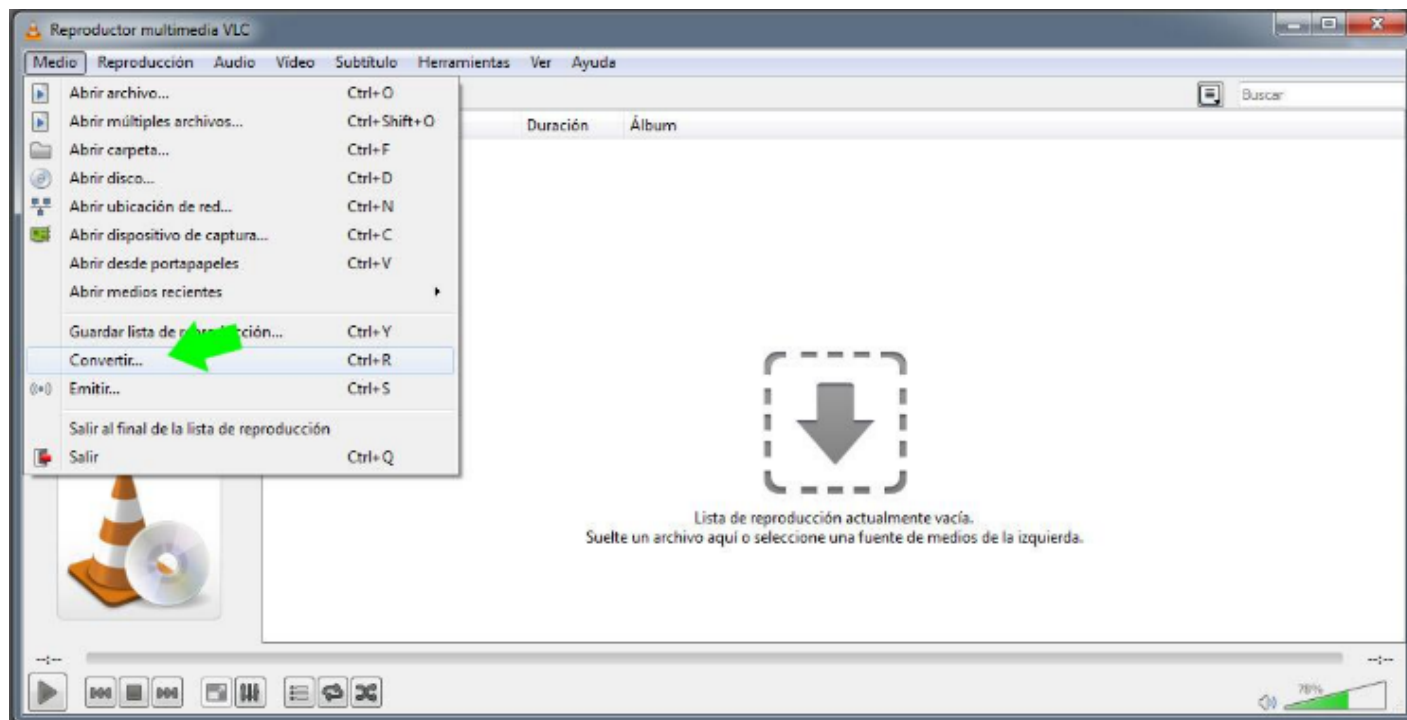 Reproductor multimedia VLC
Medio Reproducción Audio Vídeo Subtítulo Herramientas Ver Ayuda
Abrir archivo... Ctrl+O
Buscar
Abrir múltiples archivos... Ctrl+Shift+O
Duración Álbum
Abrir carpeta... Ctrl+F
Abrir disco... Ctrl+D
Abrir ubicación de red... Ctrl+N
Abrir dispositivo de captura... Ctrl+C
Abrir desde portapapeles Ctrl+V
Abrir medios recientes
Guardar lista de reproducción... Ctrl+Y
Convertir... Ctrl+R
Emitir... Ctrl+S
Salir al final de la lista de reproducción
Salir Ctrl+Q
Lista de reproducción actualmente vacía.
Suelte un archivo aquí o seleccione una fuente de medios de la izquierda.
--:-- --:--
78%